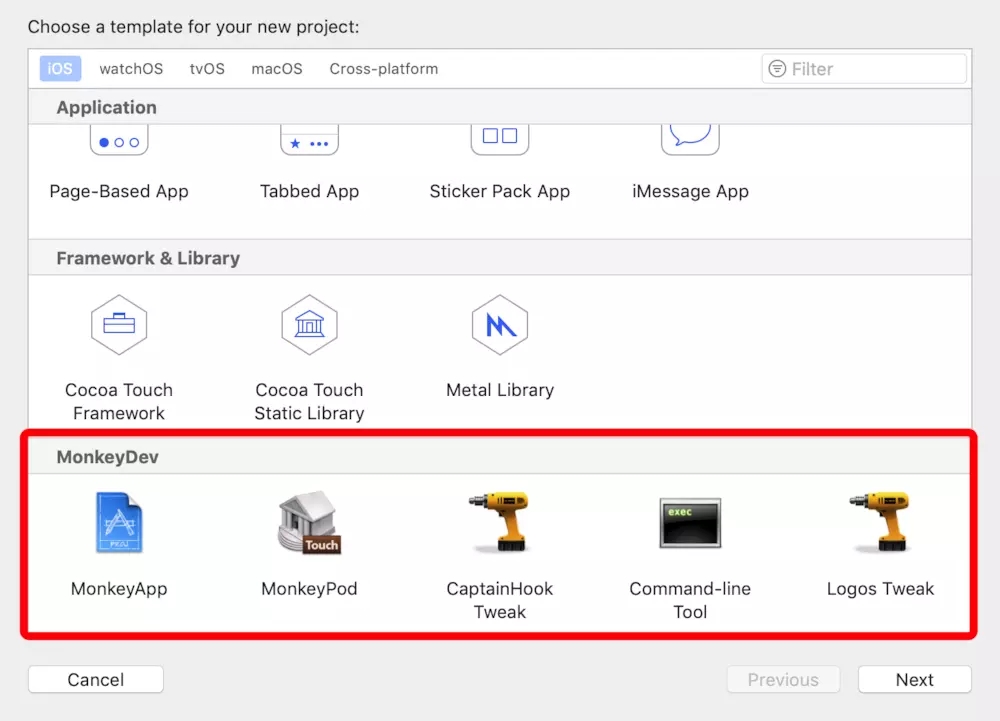 Choose a template for your new project:
iOS watchOS tvOS macOS Cross-platform Filter
Application
Page-Based App Tabbed App Sticker Pack App iMessage App
Framework & Library
Cocoa Touch Framework
Cocoa Touch Static Library
Metal Library
MonkeyDev
PROJ
Touch
exec
MonkeyApp
MonkeyPod
CaptainHook Tweak
Command-line Tool
Logos Tweak
Cancel Previous Next